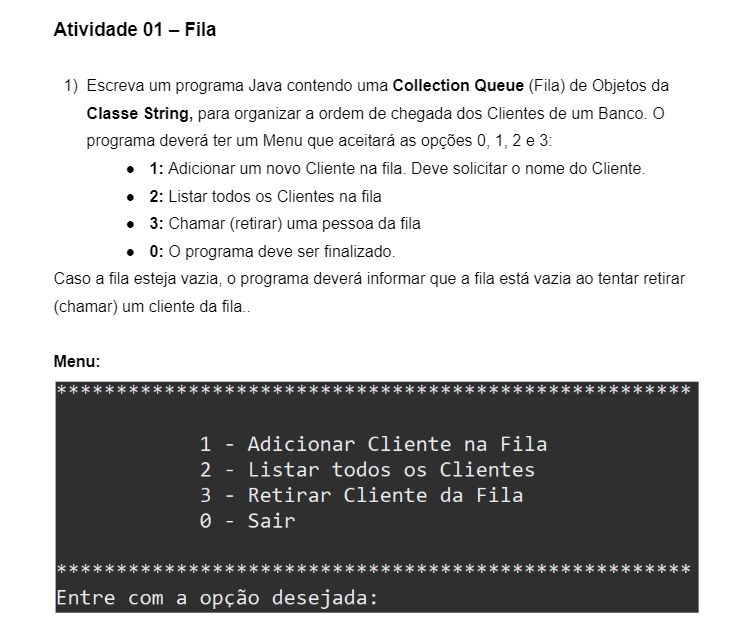 Atividade 01 – Fila
1) Escreva um programa Java contendo uma Collection Queue (Fila) de Objetos da
Classe String, para organizar a ordem de chegada dos Clientes de um Banco. O
programa deverá ter um Menu que aceitará as opções 0, 1, 2 e 3:
● 1: Adicionar um novo Cliente na fila. Deve solicitar o nome do Cliente.
● 2: Listar todos os Clientes na fila
● 3: Chamar (retirar) uma pessoa da fila
● 0: O programa deve ser finalizado.
Caso a fila esteja vazia, o programa deverá informar que a fila está vazia ao tentar retirar
(chamar) um cliente da fila..
Menu:
*****************************************************
1 - Adicionar Cliente na Fila
2 - Listar todos os Clientes
3 - Retirar Cliente da Fila
0 - Sair
*****************************************************
Entre com a opção desejada: